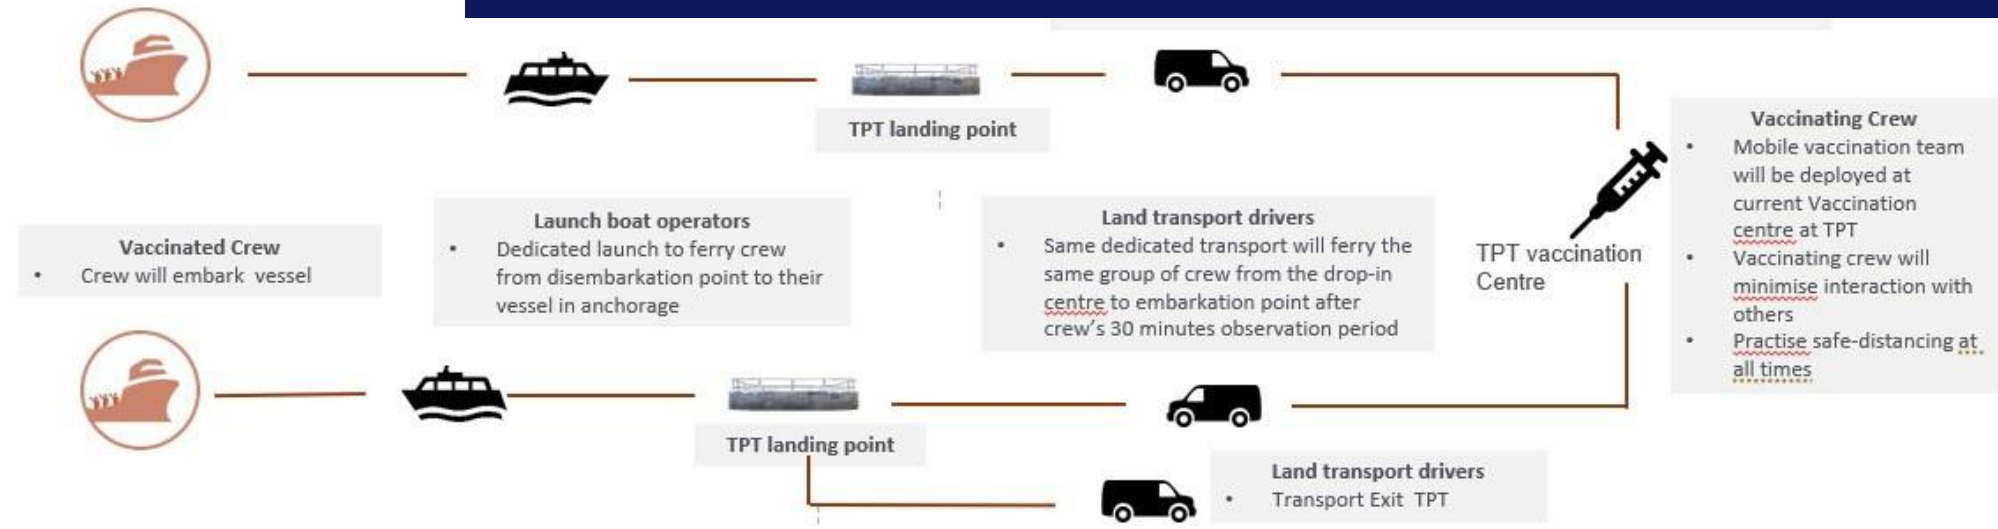 TPT landing point
Vaccinating Crew
• Mobile vaccination team
will be deployed at
current Vaccination
centre at TPT
• Vaccinating crew will
minimise interaction with
others
• Practise safe-distancing at
all times
Launch boat operators
• Dedicated launch to ferry crew
from disembarkation point to their
vessel in anchorage
Land transport drivers
• Same dedicated transport will ferry the
same group of crew from the drop-in
centre to embarkation point after
crew's 30 minutes observation period
Vaccinated Crew
• Crew will embark vessel
TPT vaccination
Centre
TPT landing point
Land transport drivers
• Transport Exit TPT